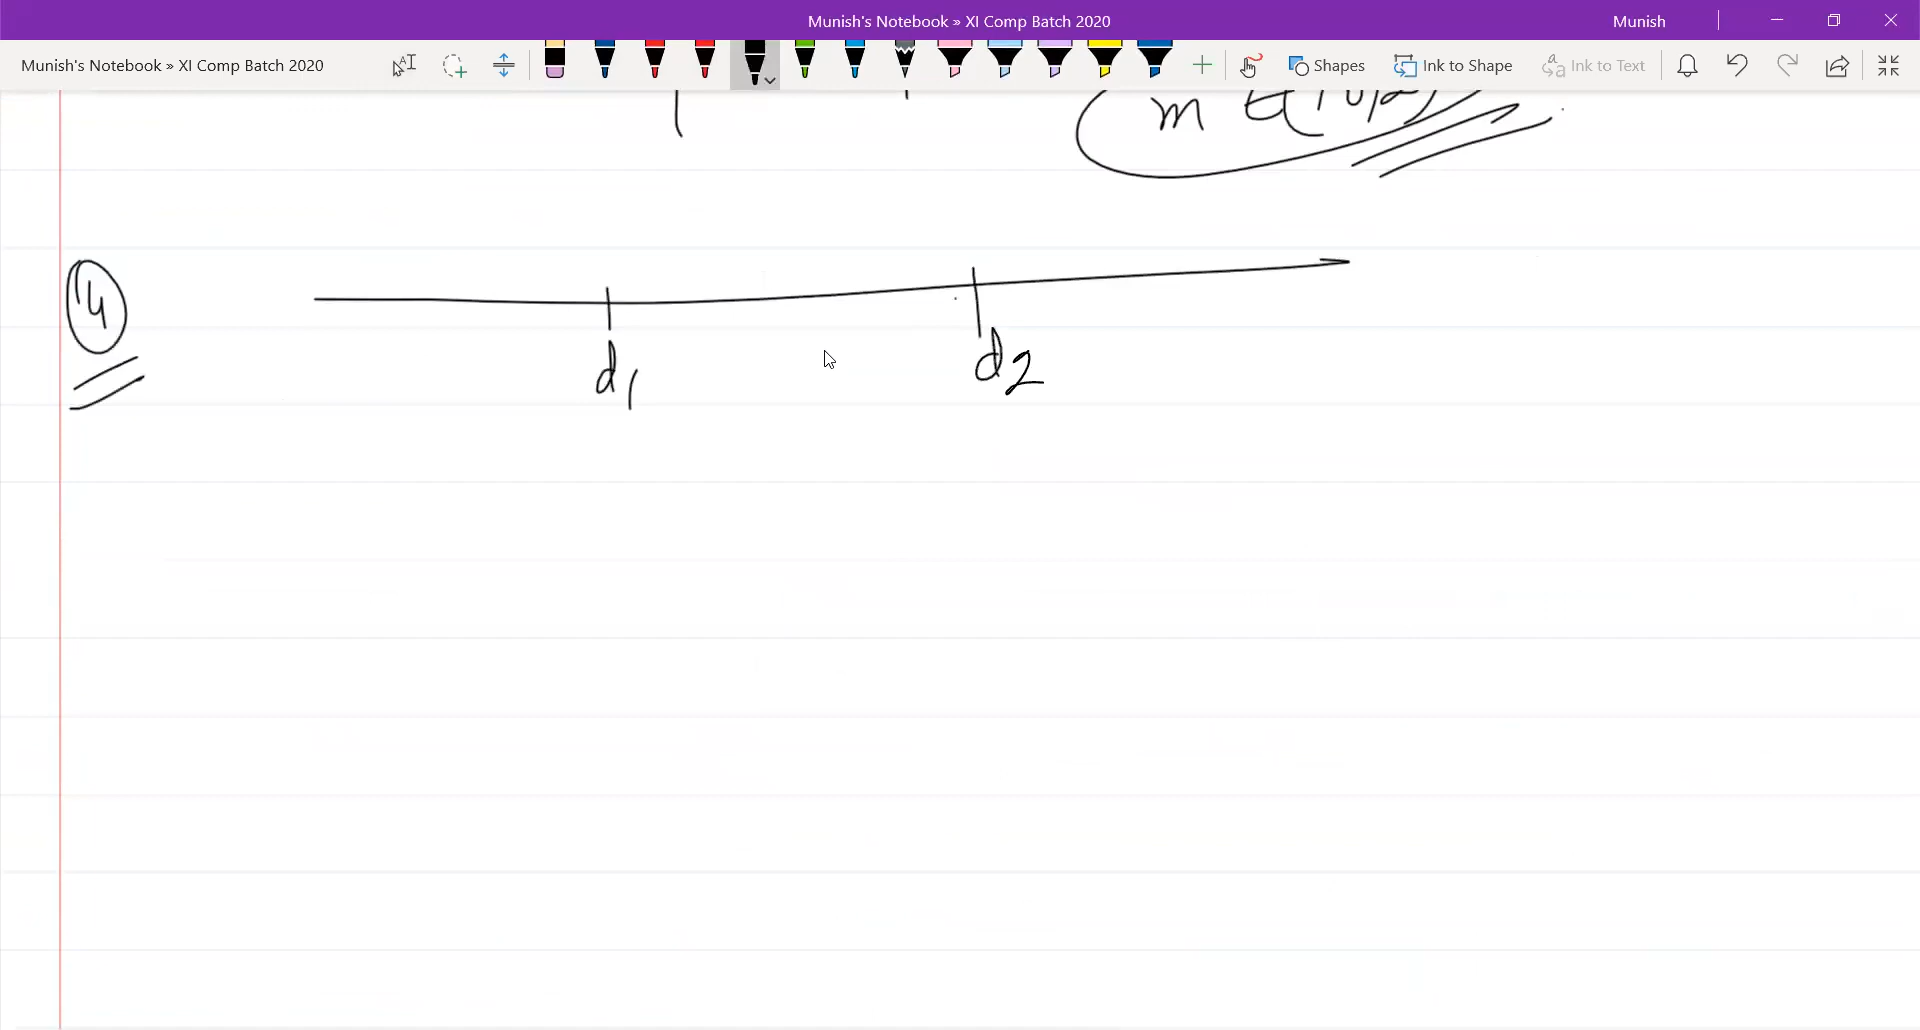 Munish's Notebook » XI Comp Batch 2020
Munish
Munish's Notebook » XI Comp Batch 2020
Shapes
Ink to Shape
Ink to Text
m ∈
4
d1
d2